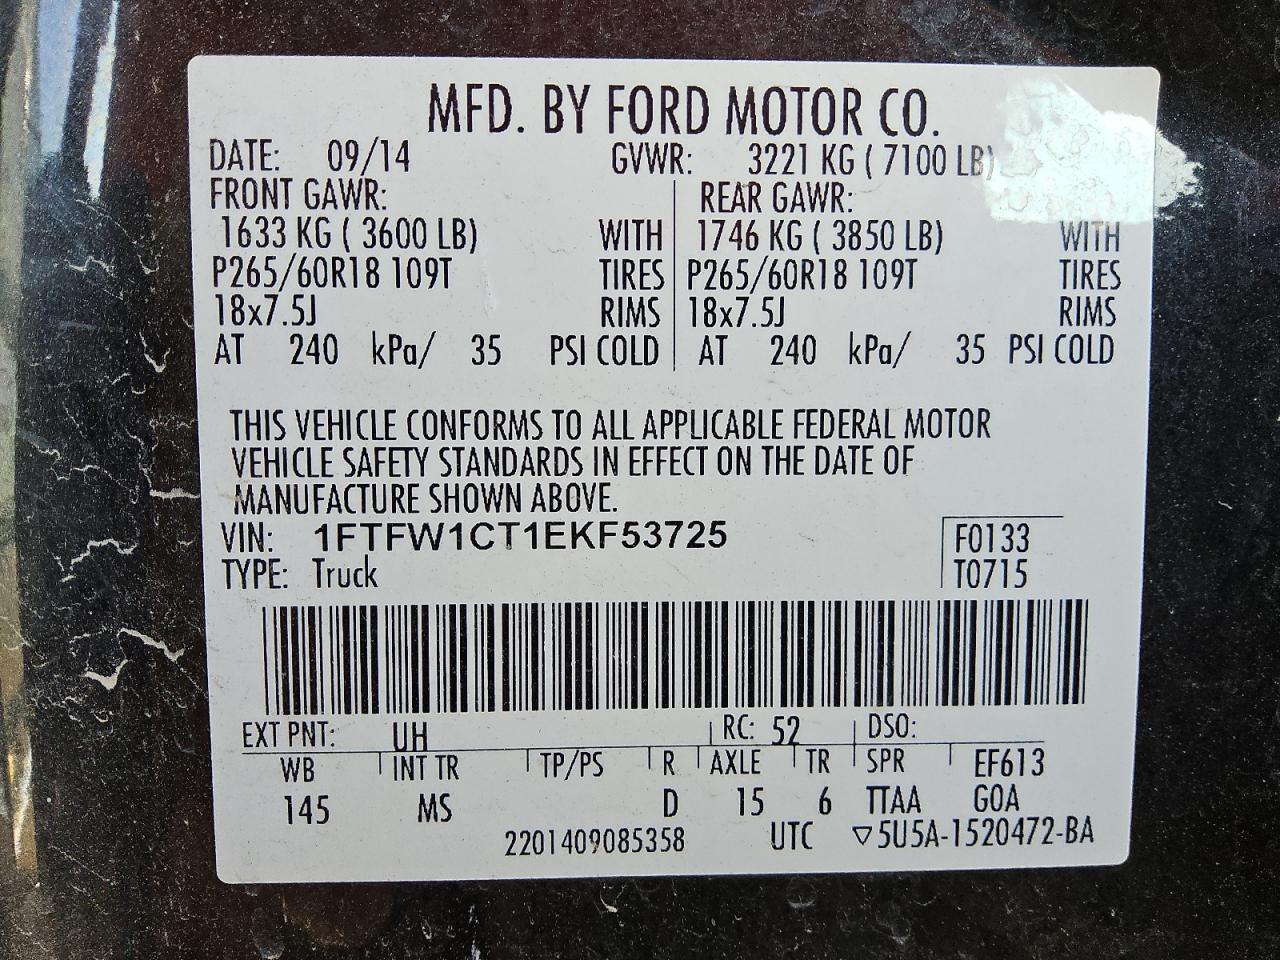 MFD. BY FORD MOTOR CO.
DATE: 09/14 GVWR: 3221 KG ( 7100 LB)
FRONT GAWR: REAR GAWR:
1633 KG ( 3600 LB) WITH 1746 KG ( 3850 LB) WITH
P265/60R18 109T TIRES P265/60R18 109T TIRES
18x7.5J RIMS 18x7.5J RIMS
AT 240 kPa/ 35 PSI COLD AT 240 kPa/ 35 PSI COLD
THIS VEHICLE CONFORMS TO ALL APPLICABLE FEDERAL MOTOR
VEHICLE SAFETY STANDARDS IN EFFECT ON THE DATE OF
MANUFACTURE SHOWN ABOVE.
VIN: 1FTFW1CT1EKF53725 F0133
TYPE: Truck T0715
EXT PNT: UH RC: 52 DSO:
WB INT TR TP/PS R AXLE TR SPR EF613
145 MS D 15 6 TTAA GOA
2201409085358 UTC ▽5U5A-1520472-BA